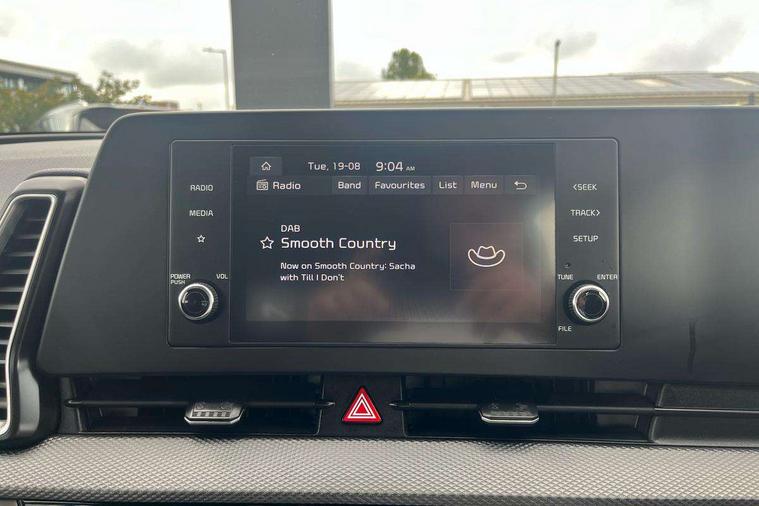 Tue, 19-08 9:04 AM
Radio Band Favourites List Menu
DAB
Smooth Country
Now on Smooth Country: Sacha
with Till I Don't
RADIO
MEDIA
POWER
PUSH
VOL
<SEEK
TRACK>
SETUP
TUNE
ENTER
FILE